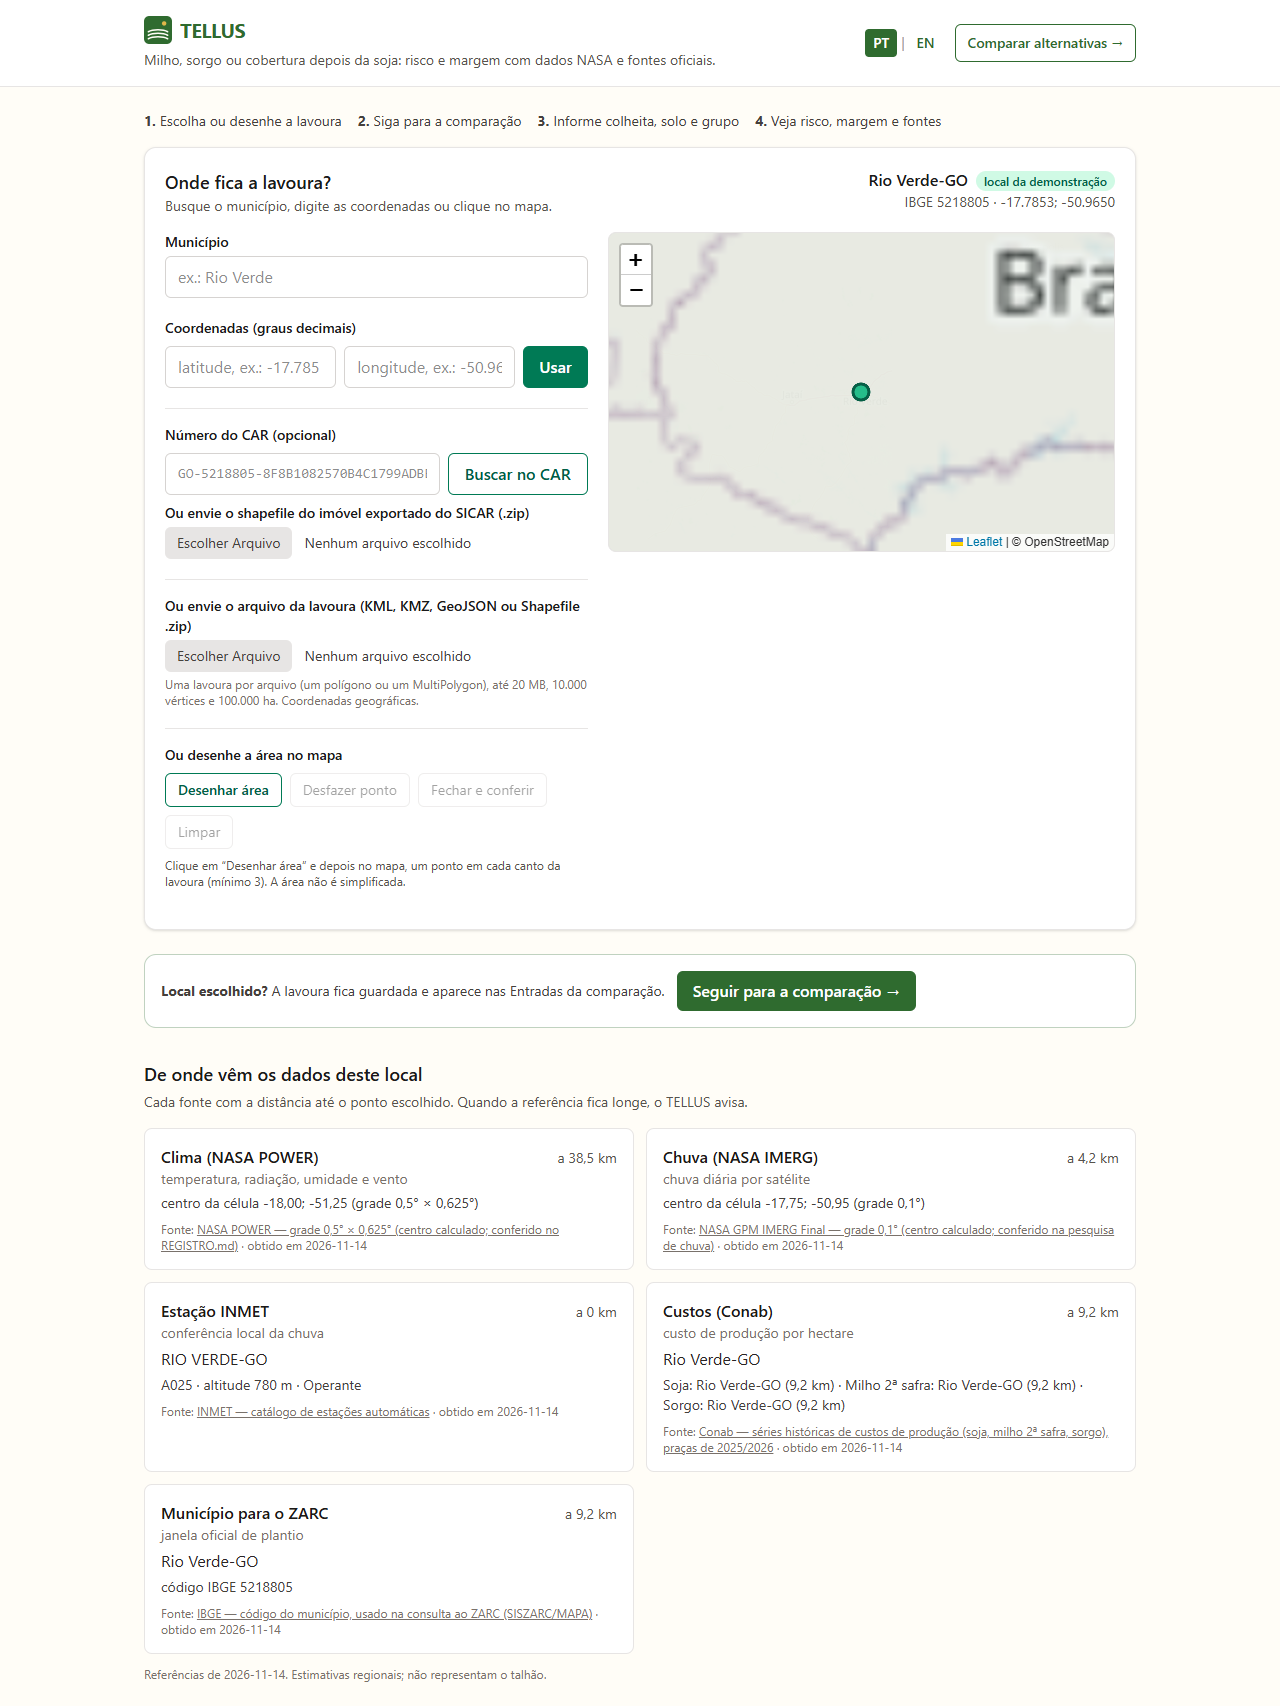 TELLUS
Milho, sorgo ou cobertura depois da soja: risco e margem com dados NASA e fontes oficiais.
PT | EN
Comparar alternativas →
1. Escolha ou desenhe a lavoura 2. Siga para a comparação 3. Informe colheita, solo e grupo 4. Veja risco, margem e fontes
Onde fica a lavoura?
Busque o município, digite as coordenadas ou clique no mapa.
Rio Verde-GO local da demonstração
IBGE 5218805 · -17.7853; -50.9650
Município
ex.: Rio Verde
Coordenadas (graus decimais)
latitude, ex.: -17.785
longitude, ex.: -50.96
Usar
Número do CAR (opcional)
GO-5218805-8F8B1082570B4C1799ADB
Buscar no CAR
Ou envie o shapefile do imóvel exportado do SICAR (.zip)
Escolher Arquivo Nenhum arquivo escolhido
Ou envie o arquivo da lavoura (KML, KMZ, GeoJSON ou Shapefile
.zip)
Escolher Arquivo Nenhum arquivo escolhido
Uma lavoura por arquivo (um polígono ou um MultiPolygon), até 20 MB, 10.000
vértices e 100.000 ha. Coordenadas geográficas.
Ou desenhe a área no mapa
Desenhar área
Desfazer ponto
Fechar e conferir
Limpar
Clique em “Desenhar área” e depois no mapa, um ponto em cada canto da
lavoura (mínimo 3). A área não é simplificada.
+
−
Bra
Leaflet | © OpenStreetMap
Local escolhido? A lavoura fica guardada e aparece nas Entradas da comparação.
Seguir para a comparação →
De onde vêm os dados deste local
Cada fonte com a distância até o ponto escolhido. Quando a referência fica longe, o TELLUS avisa.
Clima (NASA POWER) a 38,5 km
temperatura, radiação, umidade e vento
centro da célula -18,00; -51,25 (grade 0,5° × 0,625°)
Fonte: NASA POWER — grade 0,5° × 0,625° (centro calculado; conferido no
REGISTRO.md) · obtido em 2026-11-14
Chuva (NASA IMERG) a 4,2 km
chuva diária por satélite
centro da célula -17,75; -50,95 (grade 0,1°)
Fonte: NASA GPM IMERG Final — grade 0,1° (centro calculado; conferido na pesquisa
de chuva) · obtido em 2026-11-14
Estação INMET a 0 km
conferência local da chuva
RIO VERDE-GO
A025 · altitude 780 m · Operante
Fonte: INMET — catálogo de estações automáticas · obtido em 2026-11-14
Custos (Conab) a 9,2 km
custo de produção por hectare
Rio Verde-GO
Soja: Rio Verde-GO (9,2 km) · Milho 2ª safra: Rio Verde-GO (9,2 km) ·
Sorgo: Rio Verde-GO (9,2 km)
Fonte: Conab — séries históricas de custos de produção (soja, milho 2ª safra, sorgo),
praças de 2025/2026 · obtido em 2026-11-14
Município para o ZARC a 9,2 km
janela oficial de plantio
Rio Verde-GO
código IBGE 5218805
Fonte: IBGE — código do município, usado na consulta ao ZARC (SISZARC/MAPA) ·
obtido em 2026-11-14
Referências de 2026-11-14. Estimativas regionais; não representam o talhão.